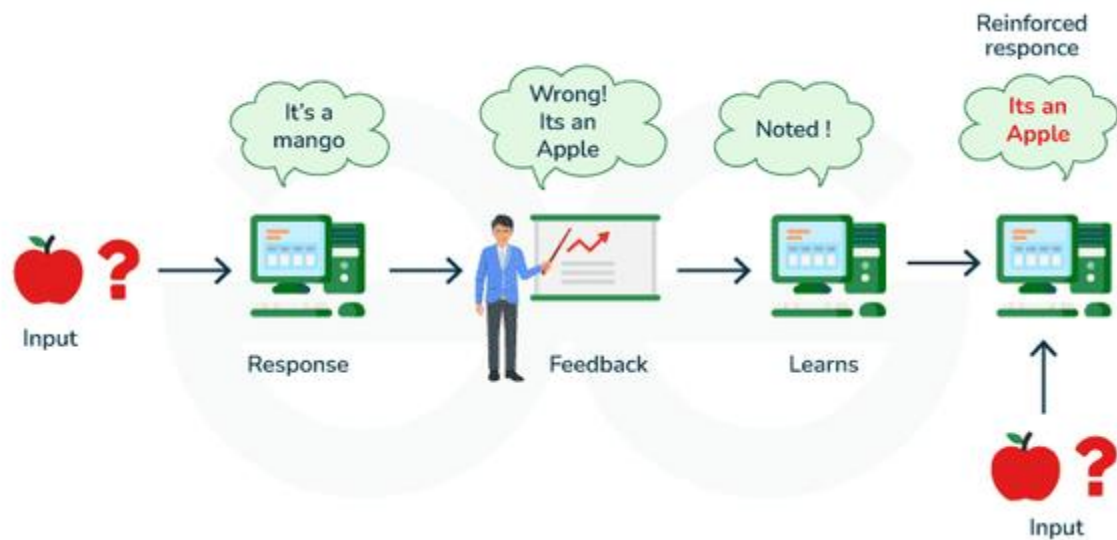 Reinforced
responce
It's a
mango
Wrong!
Its an
Apple
Noted !
Its an
Apple
Input
Response
Feedback
Learns
Input